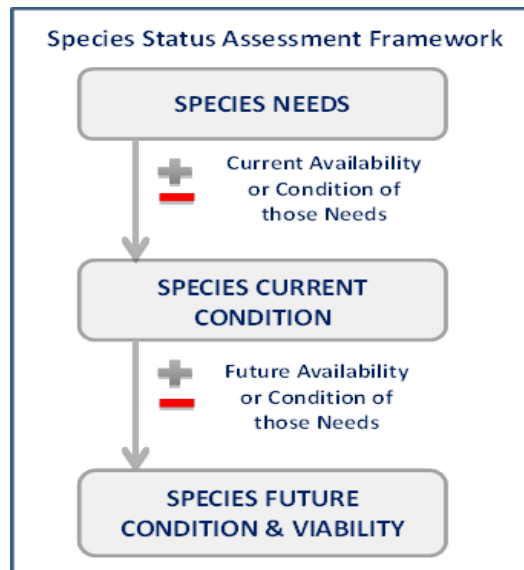 Species Status Assessment Framework
SPECIES NEEDS
Current Availability
or Condition of
those Needs
SPECIES CURRENT
CONDITION
Future Availability
or Condition of
those Needs
SPECIES FUTURE
CONDITION & VIABILITY